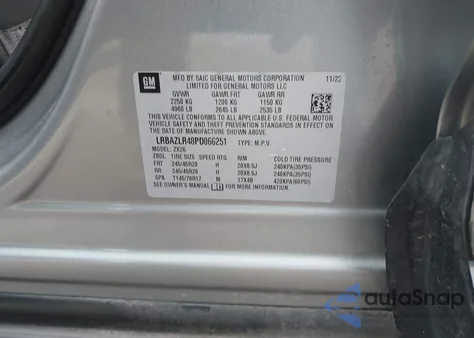 GM
MFD BY SAIC GENERAL MOTORS CORPORATION 11/22
LIMITED FOR GENERAL MOTORS LLC
GVWR GAWR FRT GAWR RR
2250 KG 1200 KG 1150 KG
4960 LB 2645 LB 2535 LB
THIS VEHICLE CONFORMS TO ALL APPLICABLE U.S. FEDERAL
MOTOR VEHICLE SAFETY, BUMPER, AND THEFT
PREVENTION STANDARDS IN EFFECT ON THE DATE OF
MANUFACTURE SHOWN ABOVE.
LRBAZLR48PD066251 TYPE: M.P.V.
MODEL: ZX26
TIRE SIZE SPEED RTG RIM COLD TIRE PRESSURE
FRT 245/45R20 H 20X8.5J 240KPA(35PSI)
RR 245/45R20 H 20X8.5J 240KPA(35PSI)
SPA T145/70R17 M 17X4B 420KPA(60PSI)
SEE OWNER'S MANUAL FOR MORE INFORMATION.
autoSnap